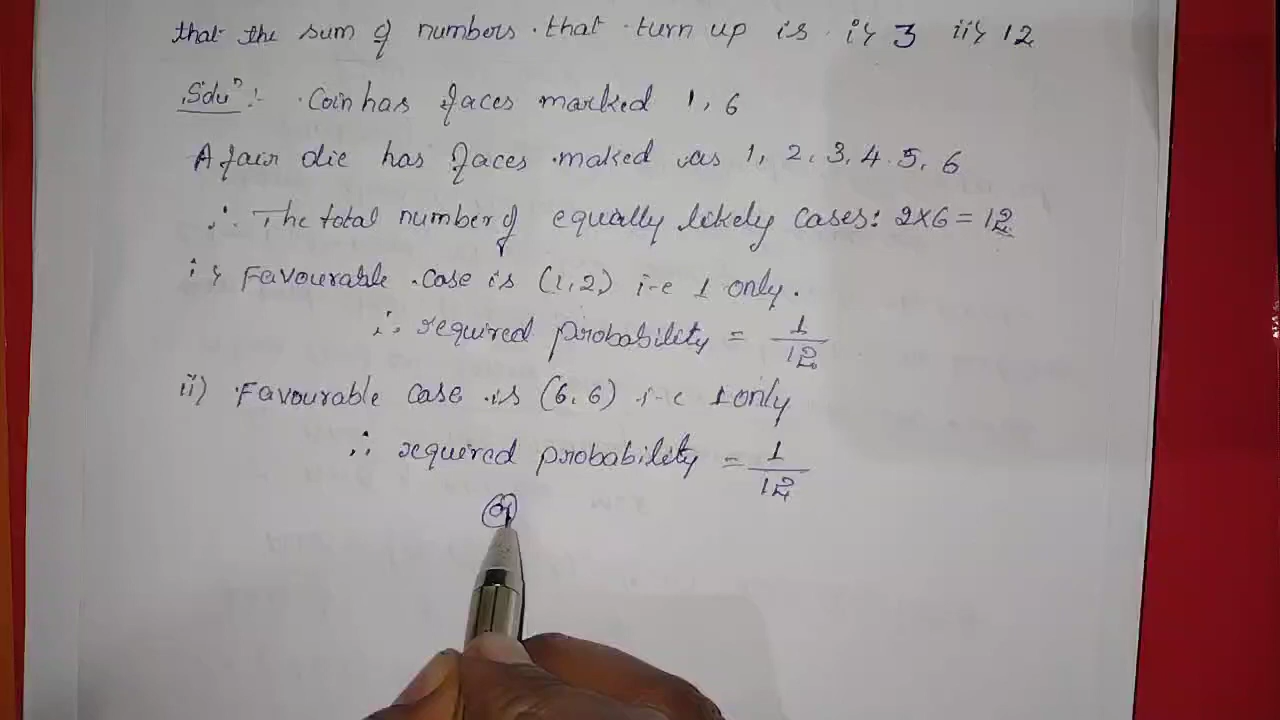 that the sum of numbers that turn up is i) 3 ii) 12
Solun :- Coin has faces marked 1, 6
A fair die has faces maked as 1, 2, 3, 4, 5, 6
∴ The total number of equally likely cases: 2×6 = 12
i) Favourable case is (1, 2) i-e 1 only.
∴ required probability = 1/12
ii) Favourable case is (6, 6) i-e 1 only
∴ required probability = 1/12
or